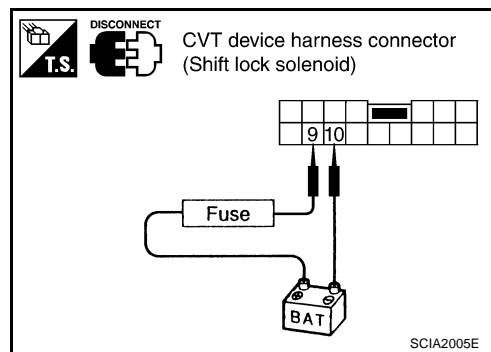 DISCONNECT
T.S.
CVT device harness connector
(Shift lock solenoid)
9 10
Fuse
+ -
BAT
SCIA2005E